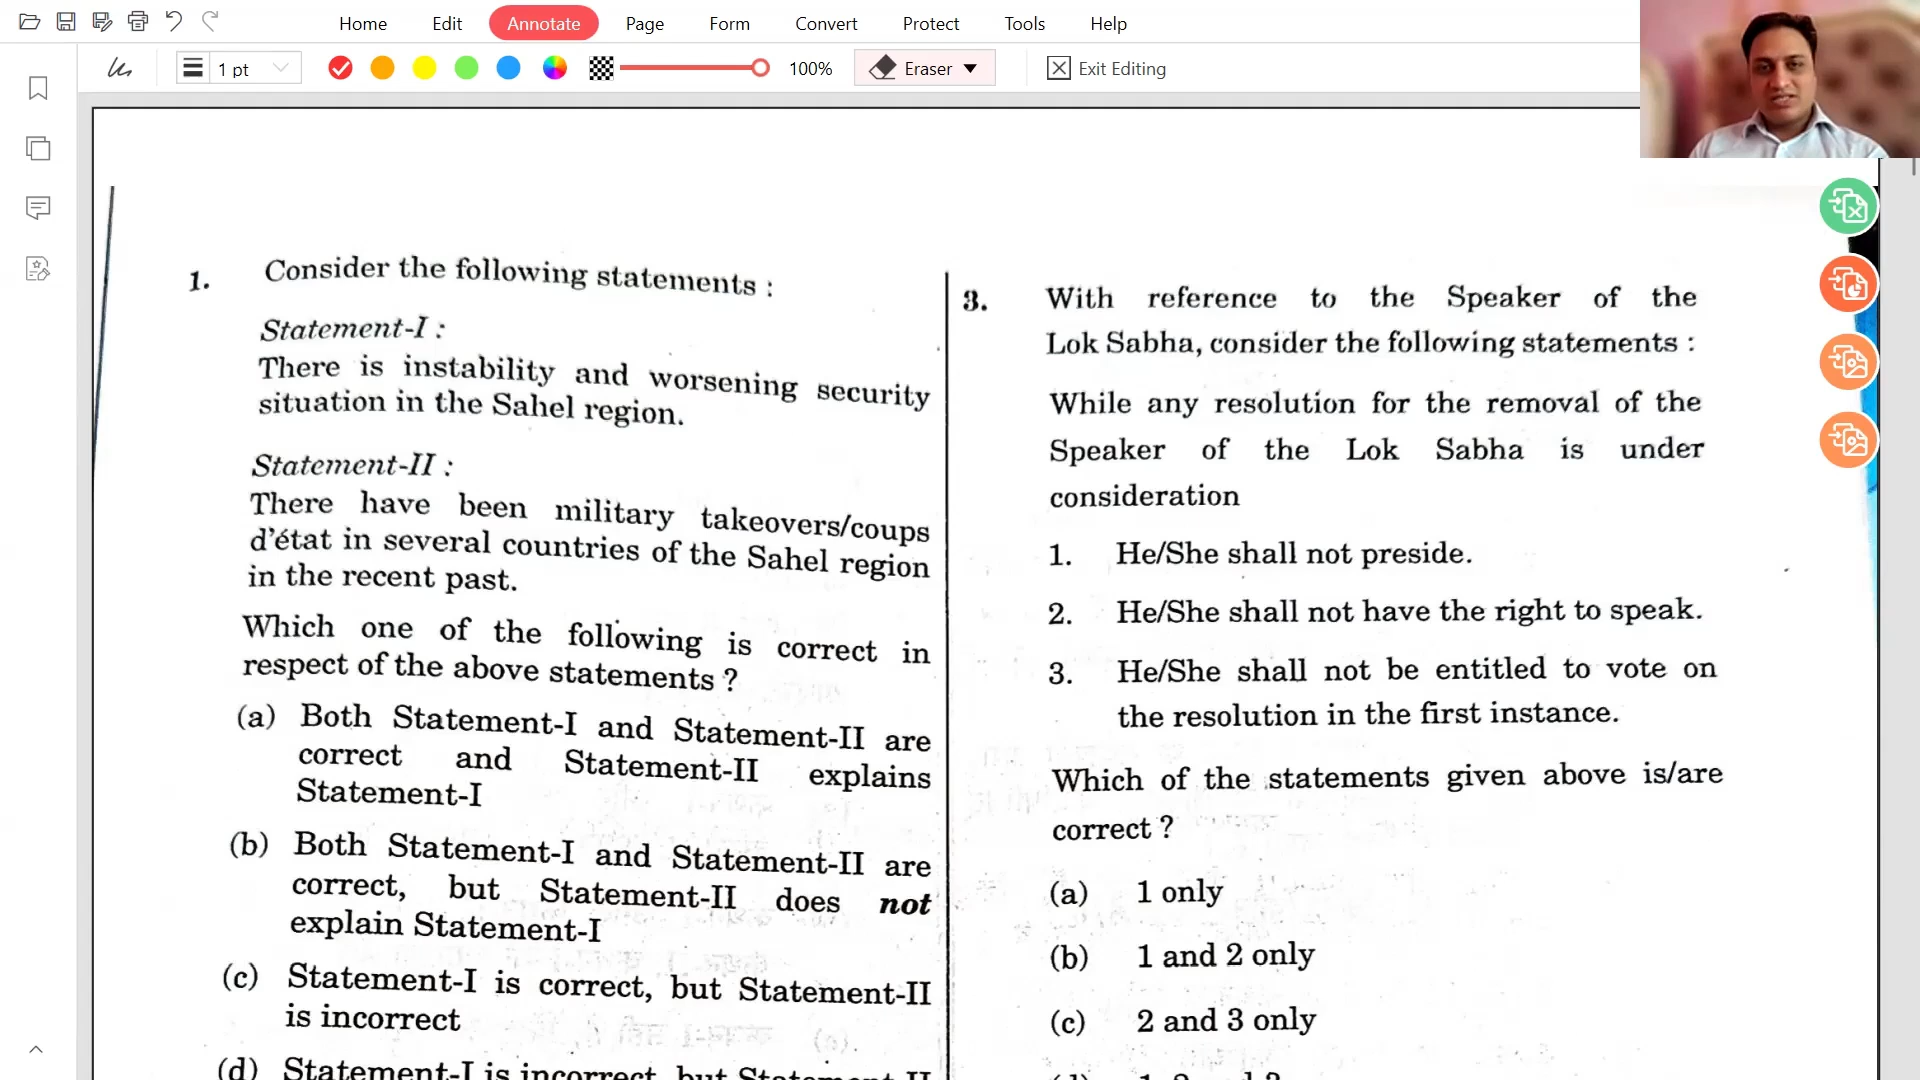 Home Edit Annotate Page Form Convert Protect Tools Help
1 pt 100% Eraser Exit Editing
1. Consider the following statements :
Statement-I :
There is instability and worsening security
situation in the Sahel region.
Statement-II :
There have been military takeovers/coups
d'état in several countries of the Sahel region
in the recent past.
Which one of the following is correct in
respect of the above statements ?
(a) Both Statement-I and Statement-II are
correct and Statement-II explains
Statement-I
(b) Both Statement-I and Statement-II are
correct, but Statement-II does not
explain Statement-I
(c) Statement-I is correct, but Statement-II
is incorrect
(d) Statement-I is incorrect, but Statement-II
3. With reference to the Speaker of the
Lok Sabha, consider the following statements :
While any resolution for the removal of the
Speaker of the Lok Sabha is under
consideration
1. He/She shall not preside.
2. He/She shall not have the right to speak.
3. He/She shall not be entitled to vote on
the resolution in the first instance.
Which of the statements given above is/are
correct ?
(a) 1 only
(b) 1 and 2 only
(c) 2 and 3 only